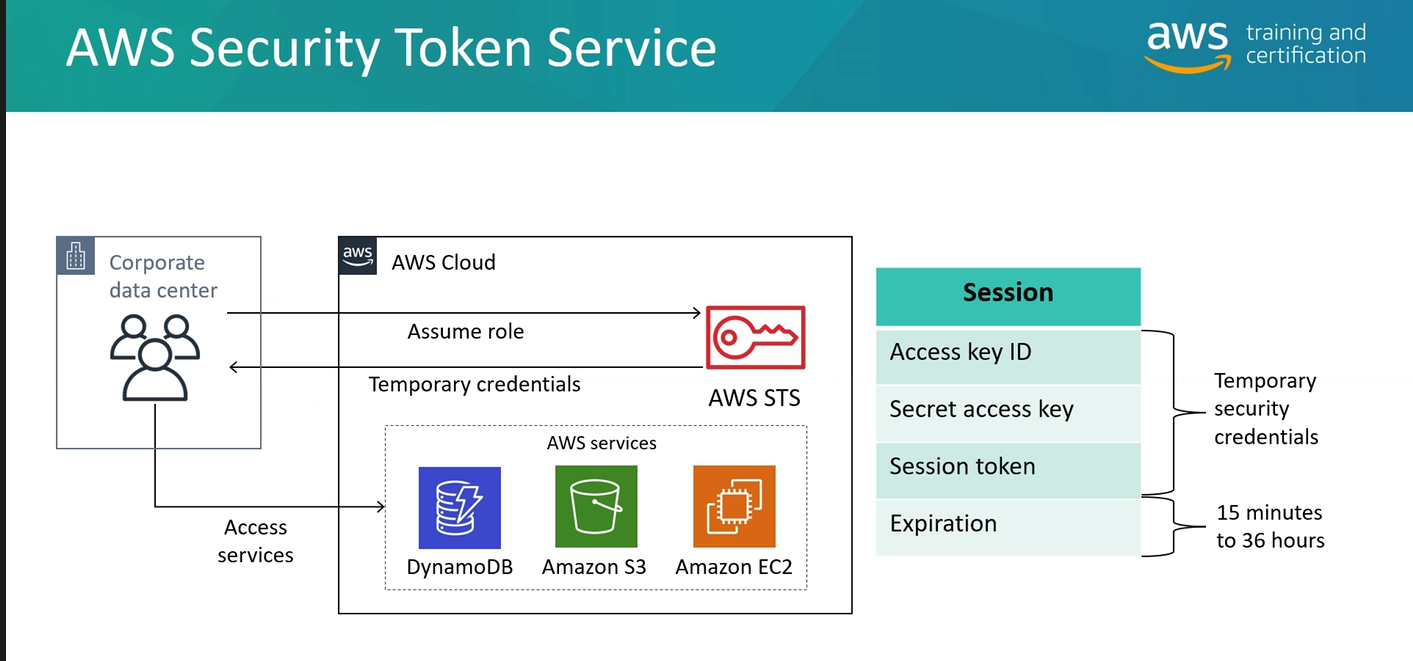 AWS Security Token Service
aws training and
certification
Corporate
data center
aws
AWS Cloud
Assume role
Temporary credentials
AWS STS
AWS services
DynamoDB
Amazon S3
Amazon EC2
Access
services
Session
Access key ID
Secret access key
Session token
Expiration
Temporary
security
credentials
15 minutes
to 36 hours